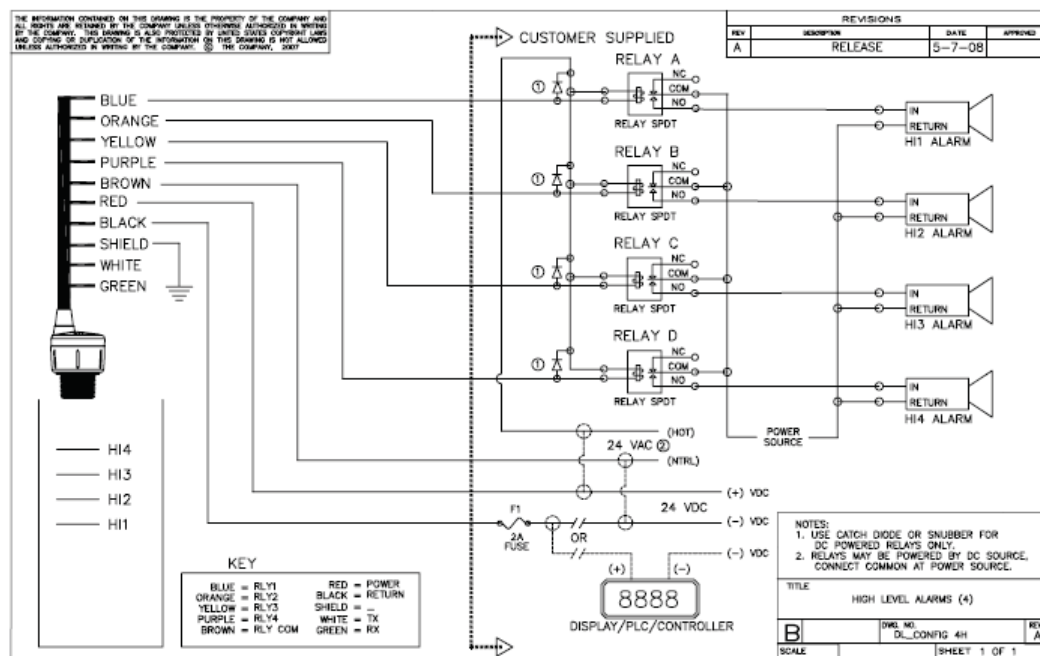 THE INFORMATION CONTAINED ON THIS DRAWING IS THE PROPERTY OF THE COMPANY AND
ALL RIGHTS ARE RETAINED BY THE COMPANY UNLESS OTHERWISE AUTHORIZED IN WRITING
BY THE COMPANY. THIS DRAWING IS ALSO PROTECTED BY UNITED STATES COPYRIGHT LAWS
AND COPYING OR DUPLICATION OF THE INFORMATION ON THIS DRAWING IS NOT ALLOWED
UNLESS AUTHORIZED IN WRITING BY THE COMPANY. © THE COMPANY, 2007
CUSTOMER SUPPLIED
REVISIONS
REV DESCRIPTION DATE APPROVED
A RELEASE 5-7-08
BLUE
ORANGE
YELLOW
PURPLE
BROWN
RED
BLACK
SHIELD
WHITE
GREEN
HI4
HI3
HI2
HI1
RELAY A
1
NC
COM
NO
RELAY SPDT
IN
RETURN
HI1 ALARM
RELAY B
1
NC
COM
NO
RELAY SPDT
IN
RETURN
HI2 ALARM
RELAY C
1
NC
COM
NO
RELAY SPDT
IN
RETURN
HI3 ALARM
RELAY D
1
NC
COM
NO
RELAY SPDT
IN
RETURN
HI4 ALARM
POWER
SOURCE
(HOT)
24 VAC 2
(NTRL)
(+) VDC
24 VDC
(-) VDC
(-) VDC
F1
2A
FUSE
OR
(+) (-)
8888
DISPLAY/PLC/CONTROLLER
KEY
BLUE = RLY1 RED = POWER
ORANGE = RLY2 BLACK = RETURN
YELLOW = RLY3 SHIELD = _
PURPLE = RLY4 WHITE = TX
BROWN = RLY COM GREEN = RX
NOTES:
1. USE CATCH DIODE OR SNUBBER FOR
DC POWERED RELAYS ONLY.
2. RELAYS MAY BE POWERED BY DC SOURCE,
CONNECT COMMON AT POWER SOURCE.
TITLE
HIGH LEVEL ALARMS (4)
B DWG. NO. REV
DL_CONFIG 4H A
SCALE SHEET 1 OF 1